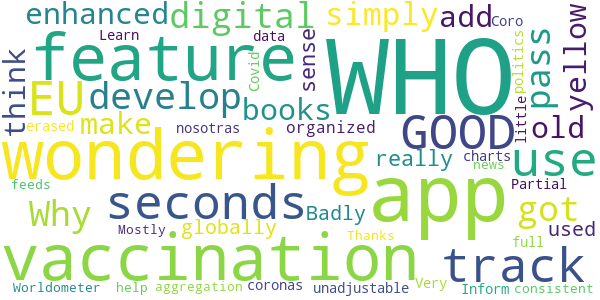 enhanced digital simply add Coro
Learn data
feature WHO pass yellow
think Covid sense politics
EU develop books little
erased make nosotras organized GOOD old
wondering really charts news use
feeds seconds app Partial
Why Badly got
Mostly globally Thanks used
vaccination Very track full
Worldometer help aggregation coronas unadjustable Inform consistent